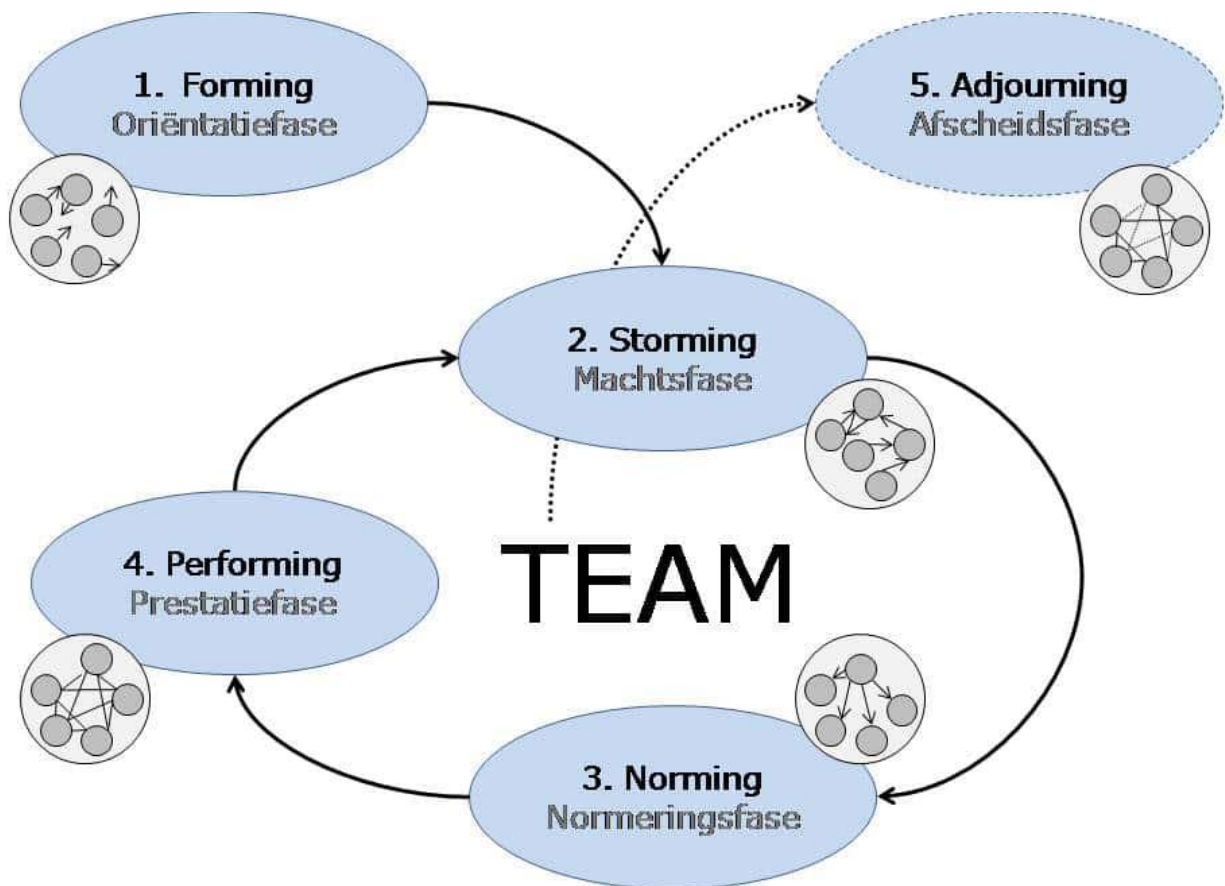 1. Forming
Oriëntatiefase
5. Adjourning
Afscheidsfase
2. Storming
Machtsfase
4. Performing
Prestatiefase
TEAM
3. Norming
Normeringsfase